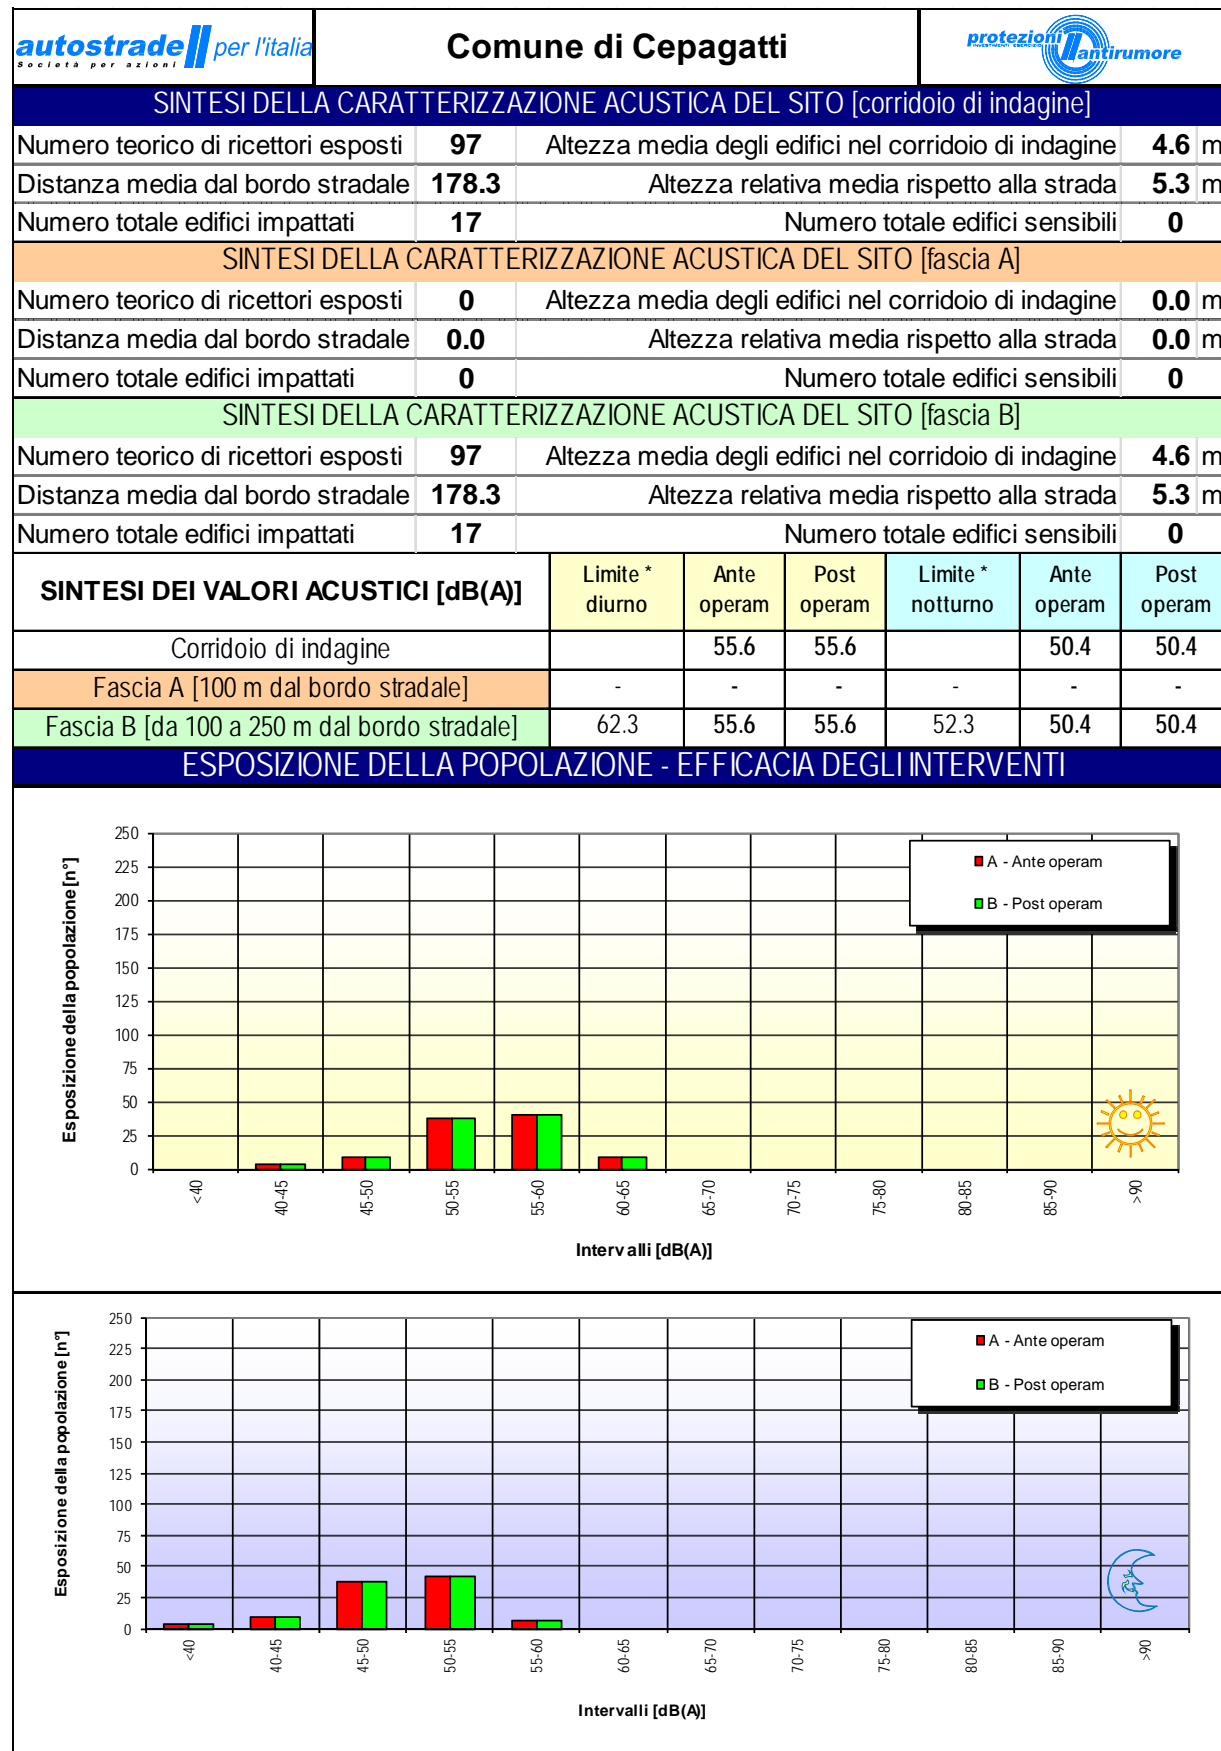 autostrade per l'italia
Società per azioni
Comune di Cepagatti
protezioni
INVESTIMENTI ESERCIZIO
antirumore
SINTESI DELLA CARATTERIZZAZIONE ACUSTICA DEL SITO [corridoio di indagine]
Numero teorico di ricettori esposti 97 Altezza media degli edifici nel corridoio di indagine 4.6 m
Distanza media dal bordo stradale 178.3 Altezza relativa media rispetto alla strada 5.3 m
Numero totale edifici impattati 17 Numero totale edifici sensibili 0
SINTESI DELLA CARATTERIZZAZIONE ACUSTICA DEL SITO [fascia A]
Numero teorico di ricettori esposti 0 Altezza media degli edifici nel corridoio di indagine 0.0 m
Distanza media dal bordo stradale 0.0 Altezza relativa media rispetto alla strada 0.0 m
Numero totale edifici impattati 0 Numero totale edifici sensibili 0
SINTESI DELLA CARATTERIZZAZIONE ACUSTICA DEL SITO [fascia B]
Numero teorico di ricettori esposti 97 Altezza media degli edifici nel corridoio di indagine 4.6 m
Distanza media dal bordo stradale 178.3 Altezza relativa media rispetto alla strada 5.3 m
Numero totale edifici impattati 17 Numero totale edifici sensibili 0
SINTESI DEI VALORI ACUSTICI [dB(A)]
Limite * Ante Post Limite * Ante Post
diurno operam operam notturno operam operam
Corridoio di indagine 55.6 55.6 50.4 50.4
Fascia A [100 m dal bordo stradale] - - - - - -
Fascia B [da 100 a 250 m dal bordo stradale] 62.3 55.6 55.6 52.3 50.4 50.4
ESPOSIZIONE DELLA POPOLAZIONE - EFFICACIA DEGLI INTERVENTI
Esposizione della popolazione [n°]
250
225
200
175
150
125
100
75
50
25
0
A - Ante operam
B - Post operam
<40 40-45 45-50 50-55 55-60 60-65 65-70 70-75 75-80 80-85 85-90 >90
Intervalli [dB(A)]
Esposizione della popolazione [n°]
250
225
200
175
150
125
100
75
50
25
0
A - Ante operam
B - Post operam
<40 40-45 45-50 50-55 55-60 60-65 65-70 70-75 75-80 80-85 85-90 >90
Intervalli [dB(A)]